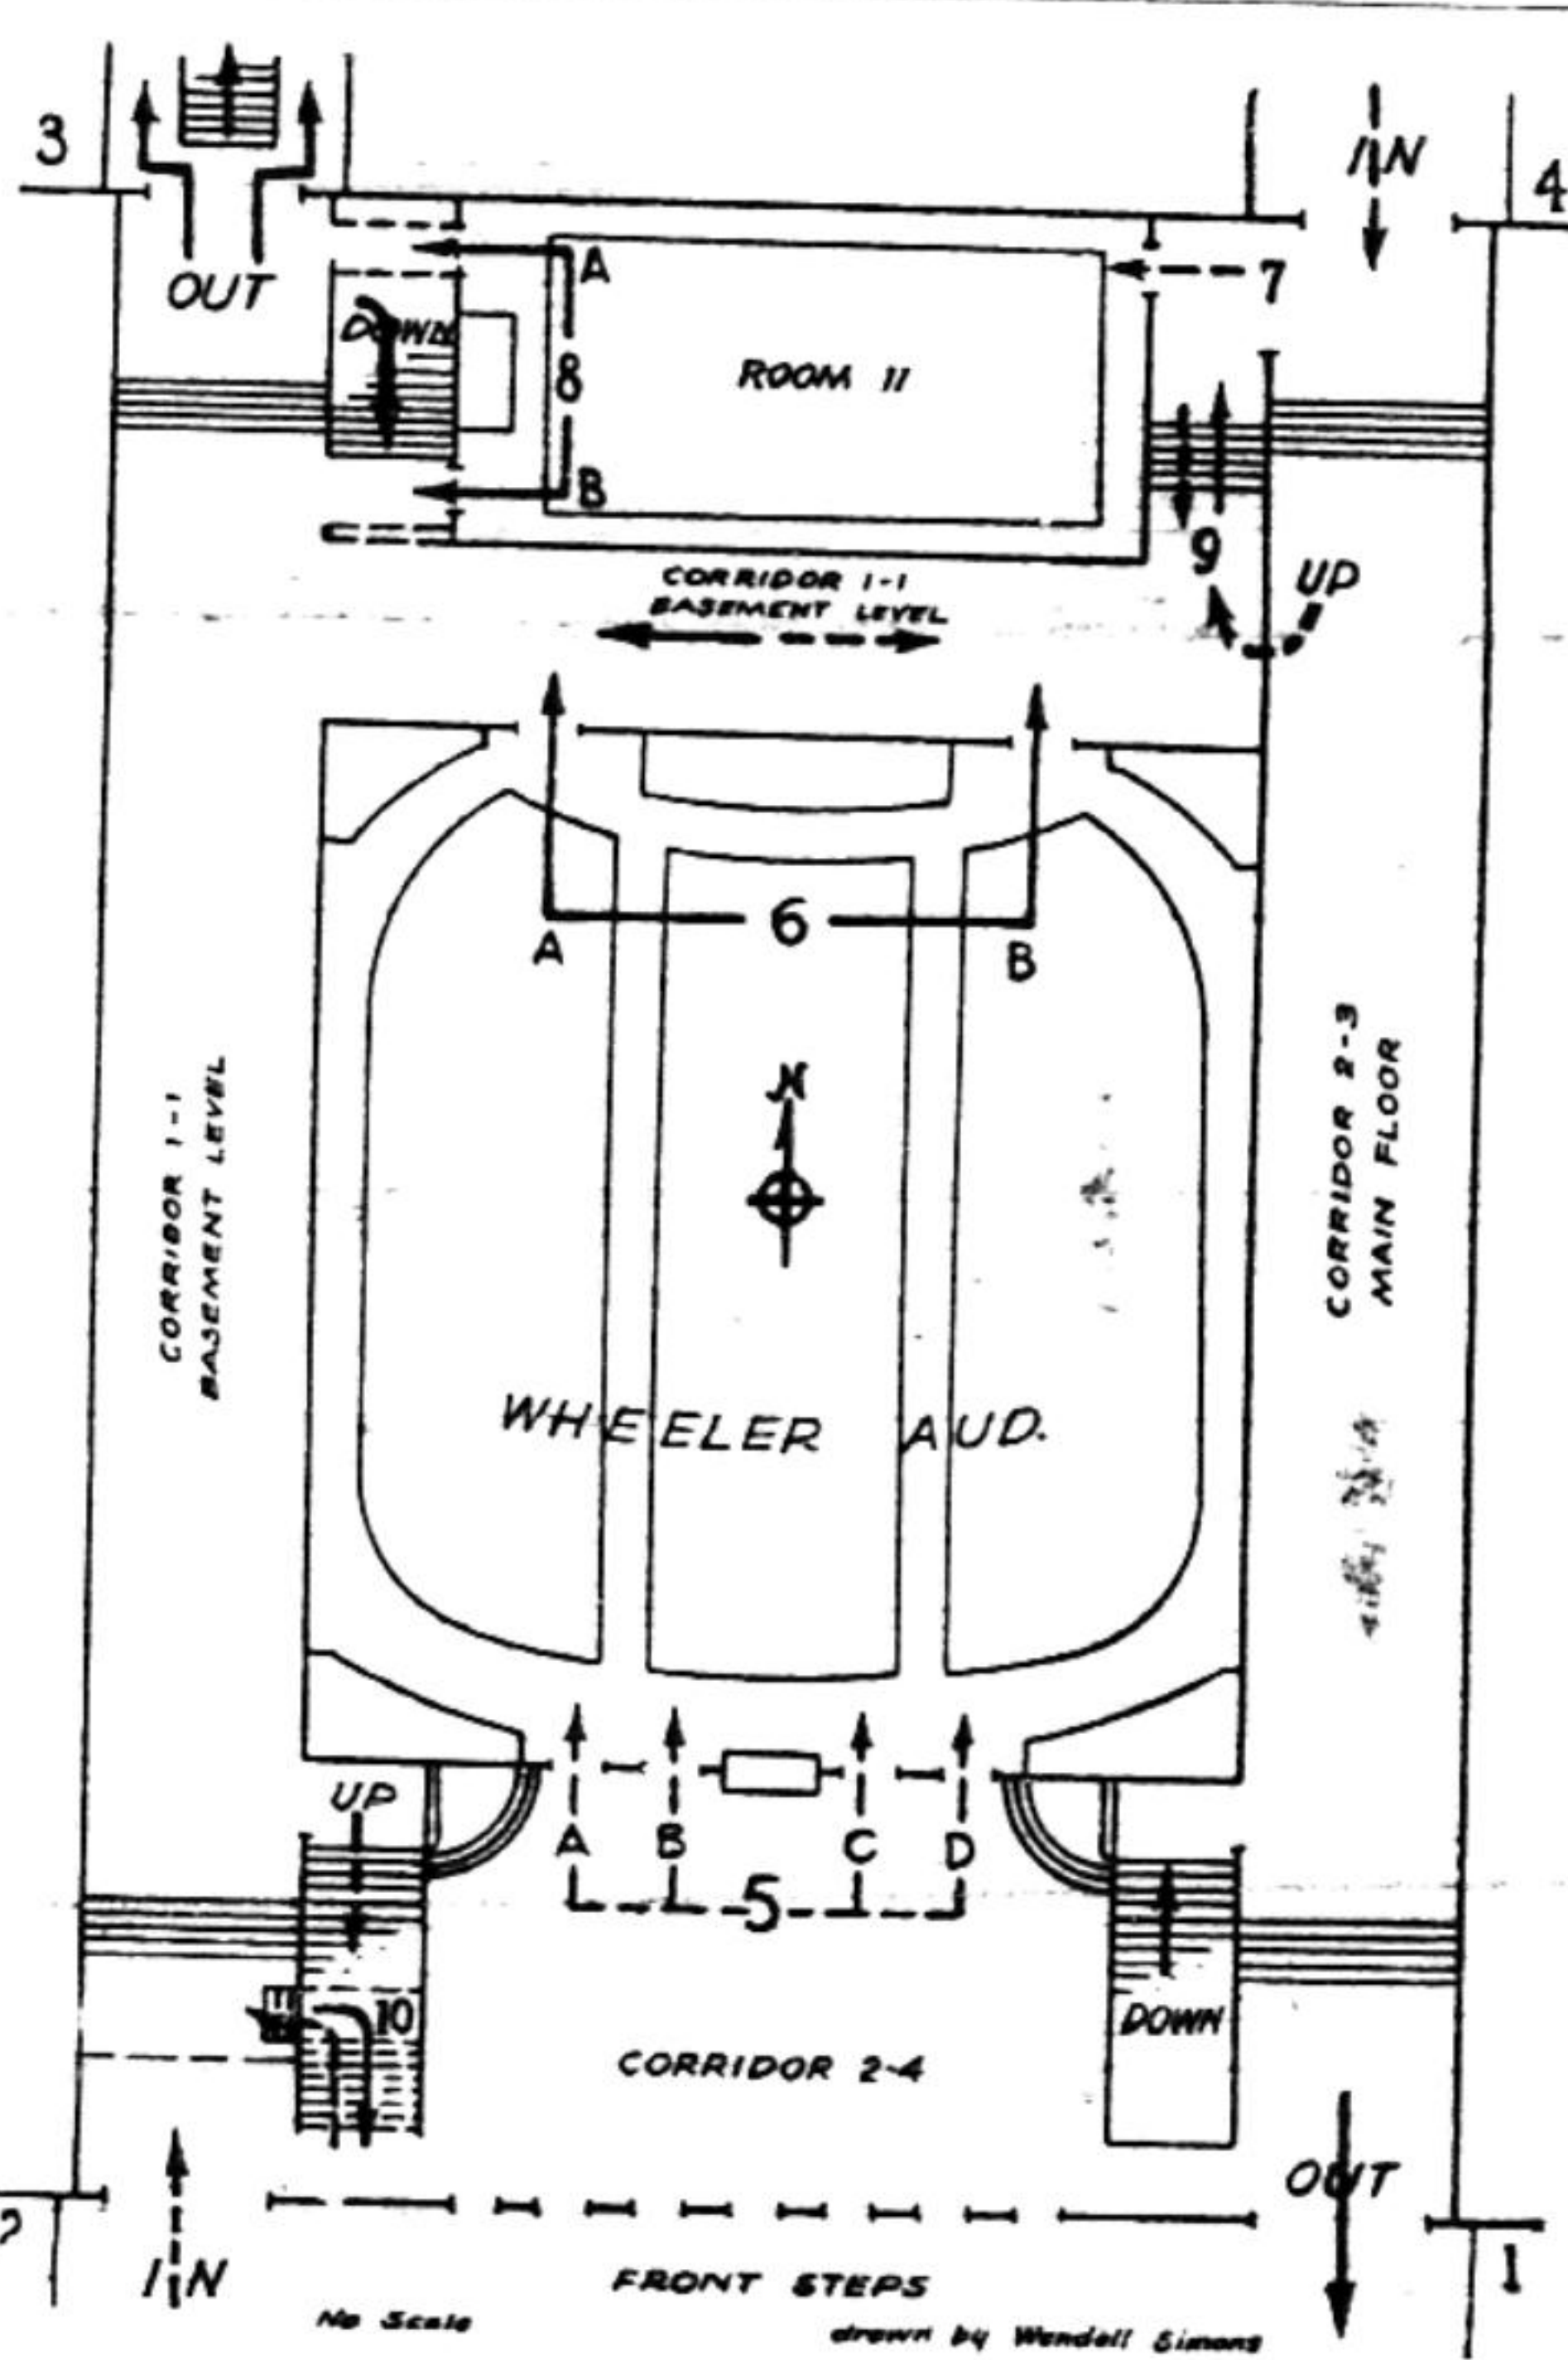 3
IN
4
OUT
A
7
DOWN
8
ROOM 11
B
9
UP
CORRIDOR 1-1
BASEMENT LEVEL
6
A
B
N
CORRIDOR 1-1
BASEMENT LEVEL
CORRIDOR 2-3
MAIN FLOOR
WHEELER AUD.
UP
A B C D
5
10
DOWN
CORRIDOR 2-4
OUT
IN
1
FRONT STEPS
No Scale
drawn by Wendell Simons